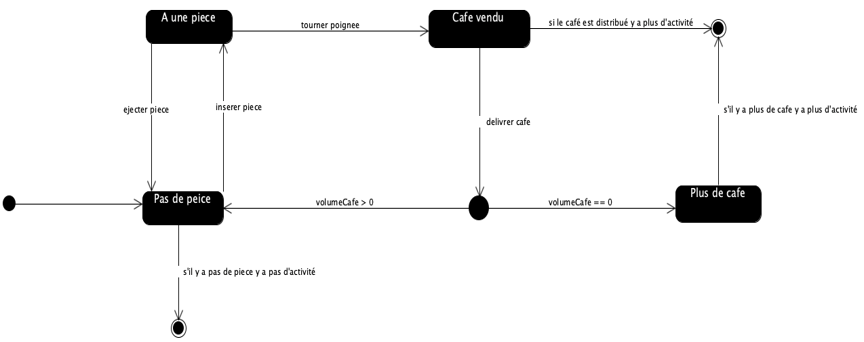 A une piece
Cafe vendu
tourner poignee
si le café est distribué y a plus d'activité
ejecter piece
inserer piece
s'il y a plus de cafe y a plus d'activité
delivrer cafe
Pas de peice
Plus de cafe
volumeCafe > 0
volumeCafe == 0
s'il y a pas de piece y a pas d'activité